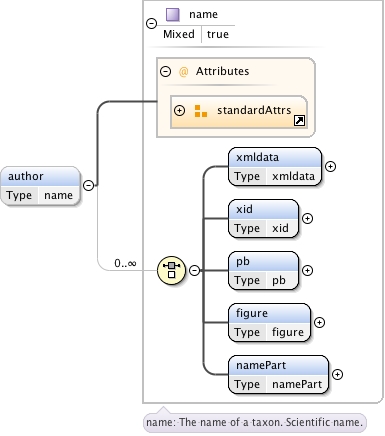 name
Mixed true
@ Attributes
standardAttrs
author
Type name
0..∞
xmldata
Type xmldata
xid
Type xid
pb
Type pb
figure
Type figure
namePart
Type namePart
name: The name of a taxon. Scientific name.